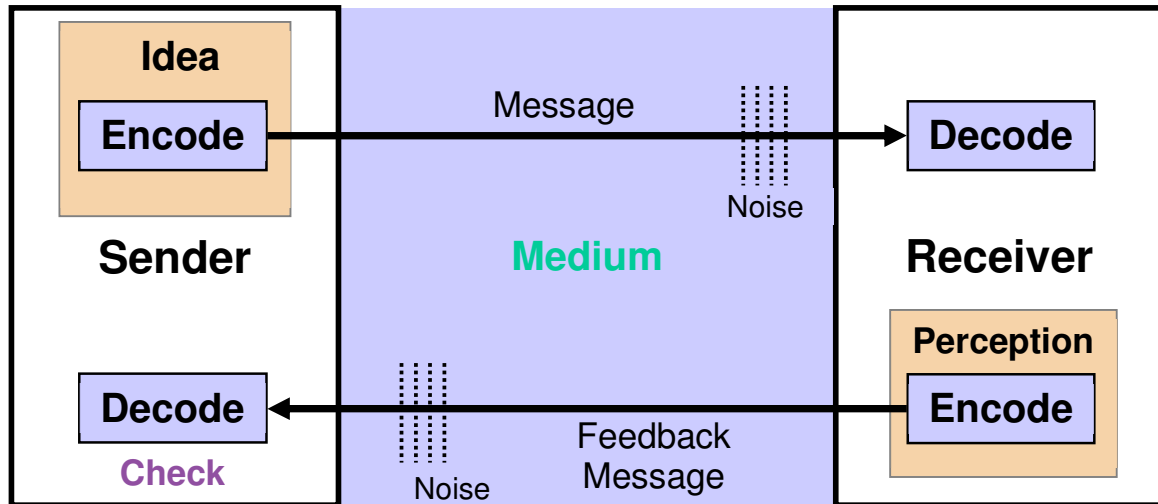 Idea
Encode
Message
Decode
Noise
Sender
Medium
Receiver
Perception
Decode
Encode
Check
Feedback
Message
Noise